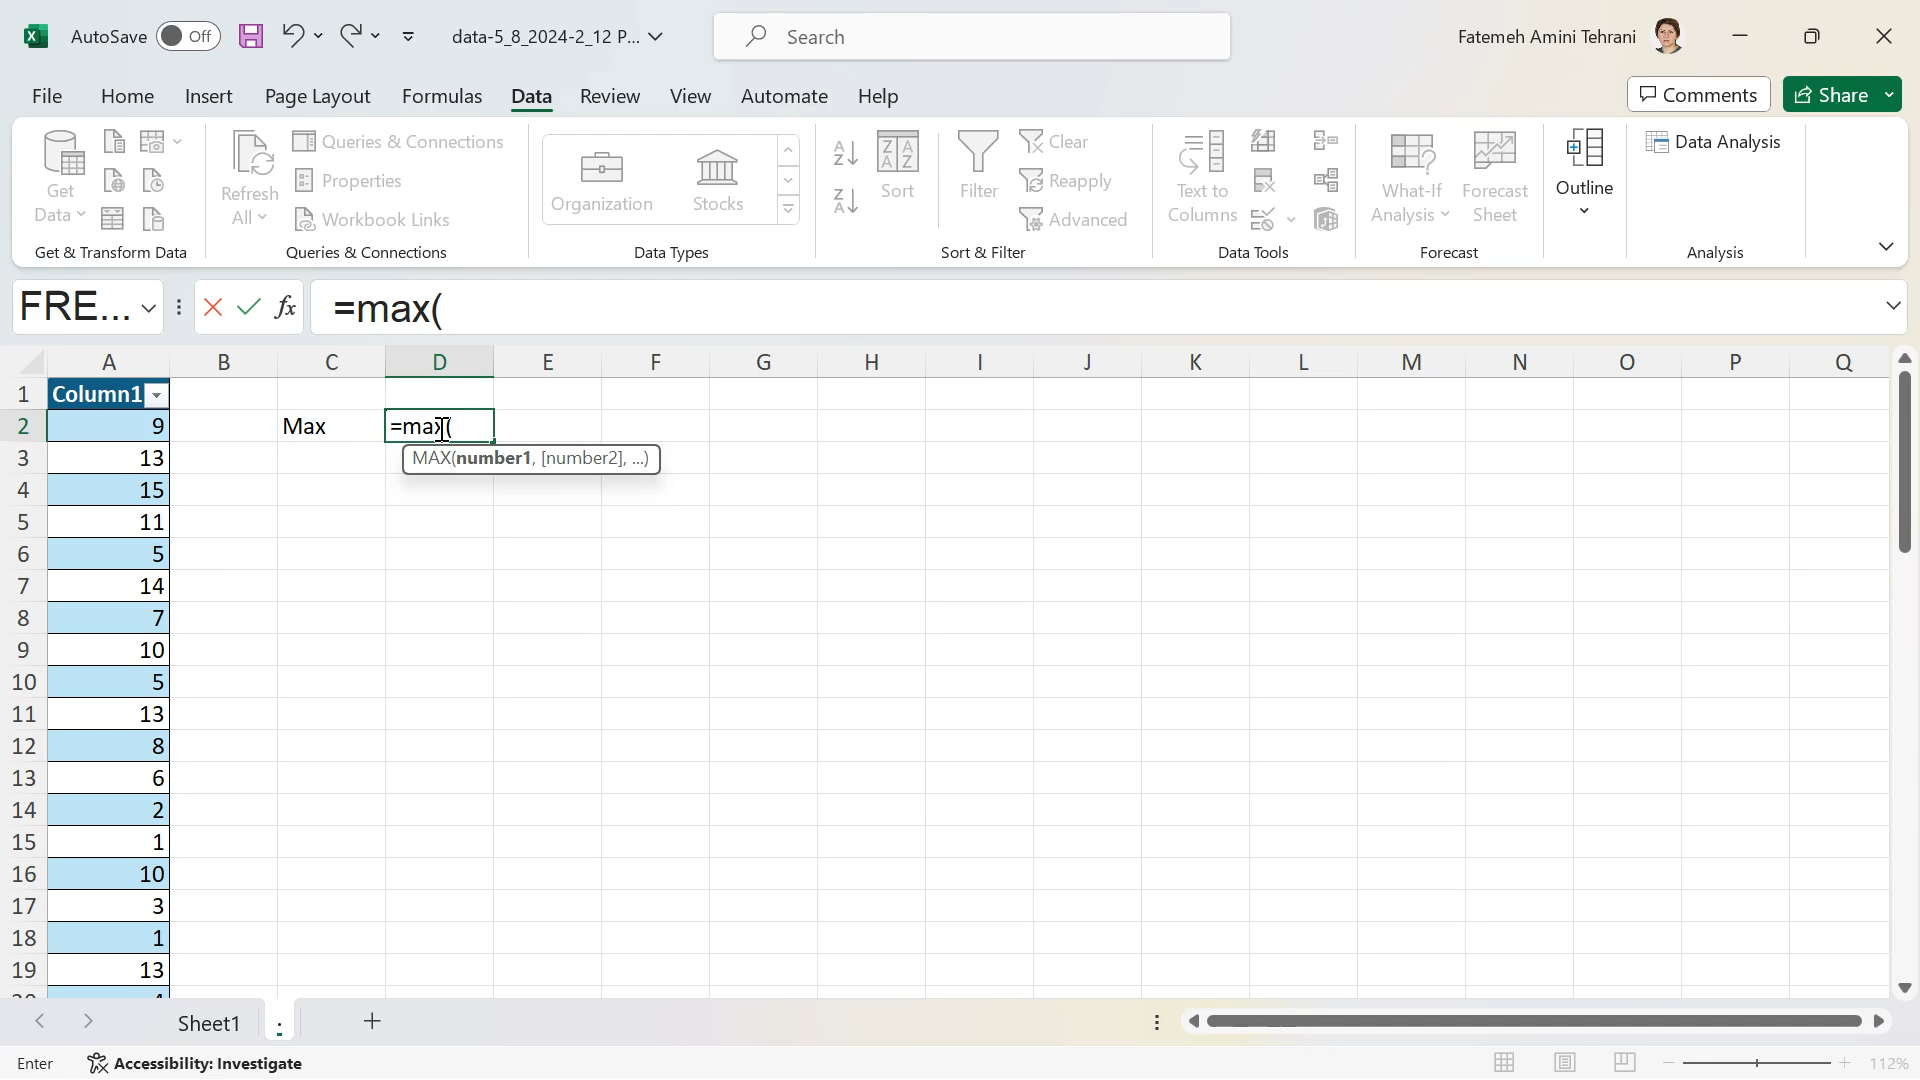 AutoSave Off data-5_8_2024-2_12 P... Search Fatemeh Amini Tehrani
File Home Insert Page Layout Formulas Data Review View Automate Help Comments Share
Get Data
Refresh All
Queries & Connections
Properties
Workbook Links
Organization Stocks
Sort
Filter
Clear
Reapply
Advanced
Text to Columns
What-If Analysis
Forecast Sheet
Outline
Data Analysis
Get & Transform Data Queries & Connections Data Types Sort & Filter Data Tools Forecast Analysis
FRE... fx =max(
A B C D E F G H I J K L M N O P Q
1 Column1
2 9 Max =max(
MAX(number1, [number2], ...)
3 13
4 15
5 11
6 5
7 14
8 7
9 10
10 5
11 13
12 8
13 6
14 2
15 1
16 10
17 3
18 1
19 13
Sheet1 .
Enter Accessibility: Investigate 112%